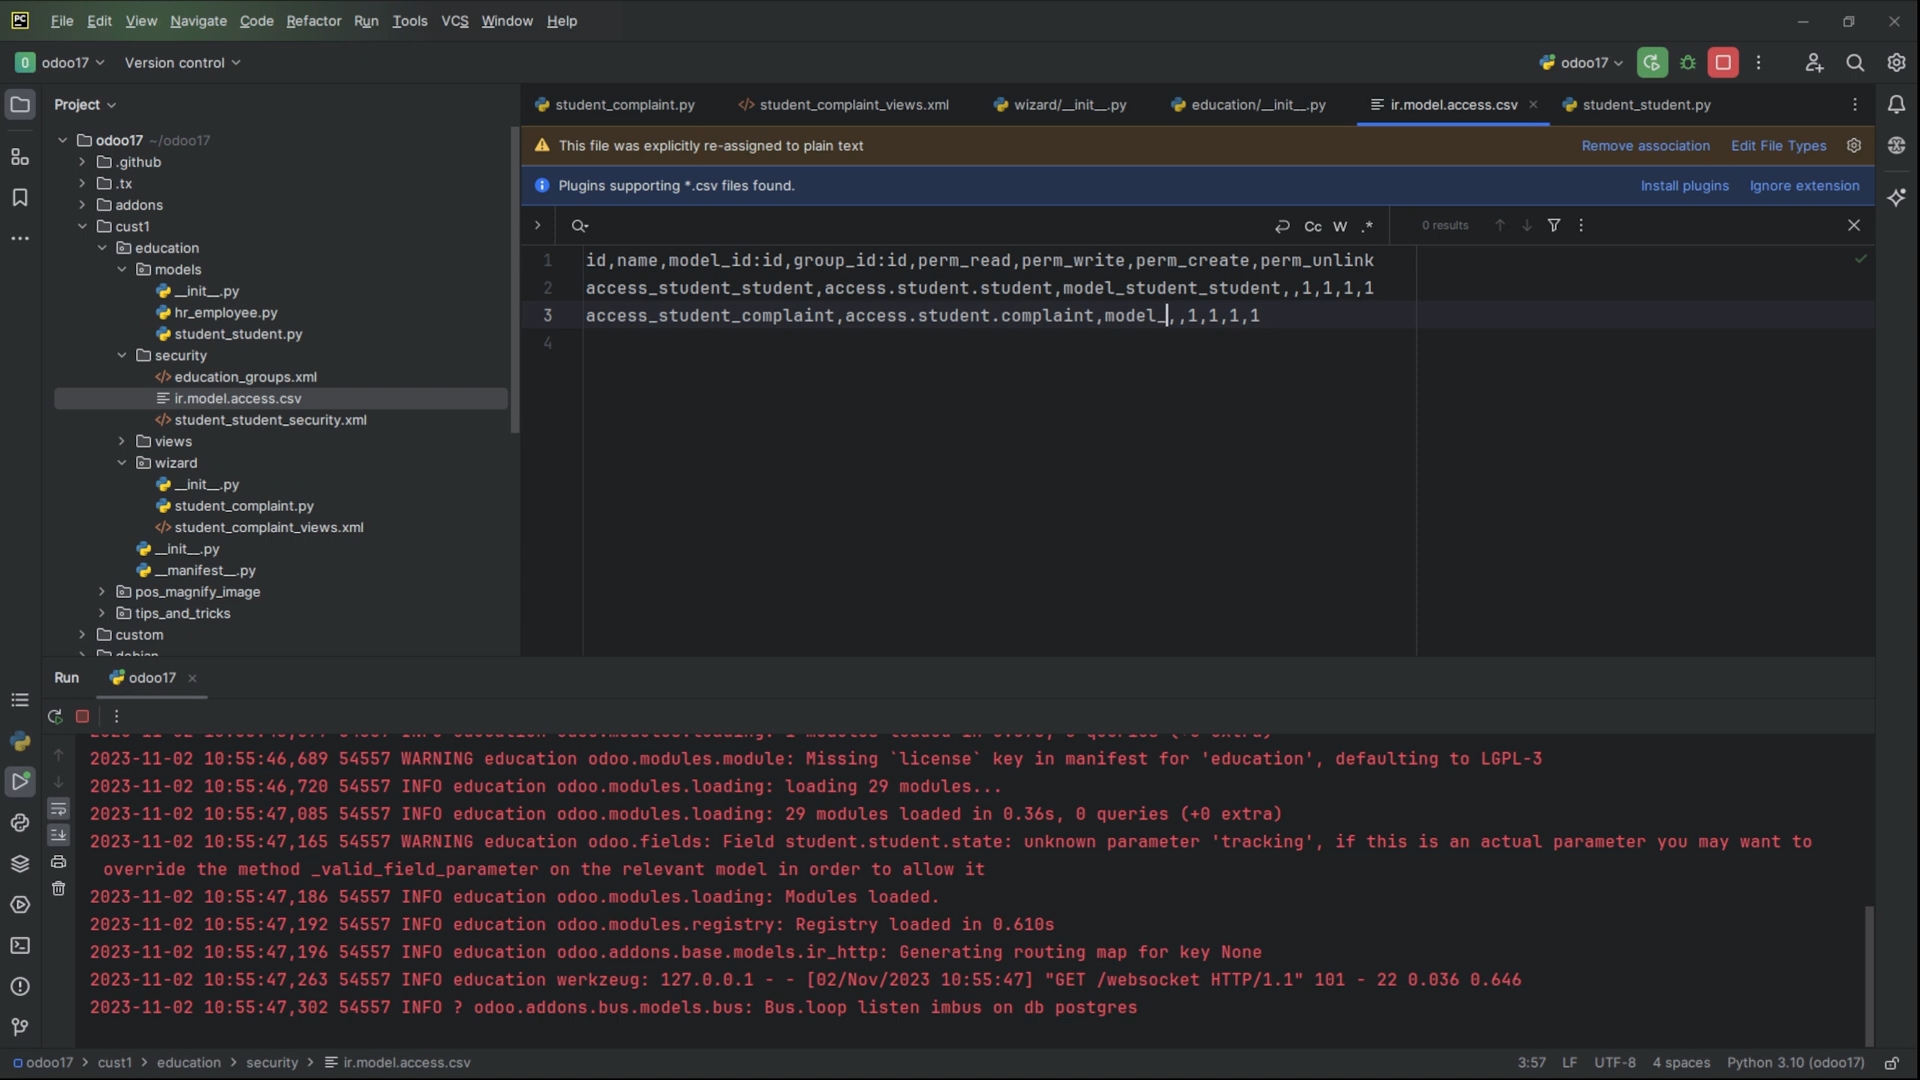 PC File Edit View Navigate Code Refactor Run Tools VCS Window Help
O odoo17 Version control odoo17
Project
student_complaint.py student_complaint_views.xml wizard/__init__.py education/__init__.py ir.model.access.csv student_student.py
This file was explicitly re-assigned to plain text Remove association Edit File Types
Plugins supporting *.csv files found. Install plugins Ignore extension
Cc W .* 0 results
odoo17 ~/odoo17
.github
.tx
addons
cust1
education
models
__init__.py
hr_employee.py
student_student.py
security
education_groups.xml
ir.model.access.csv
student_student_security.xml
views
wizard
__init__.py
student_complaint.py
student_complaint_views.xml
__init__.py
__manifest__.py
pos_magnify_image
tips_and_tricks
custom
debian
1 id,name,model_id:id,group_id:id,perm_read,perm_write,perm_create,perm_unlink
2 access_student_student,access.student.student,model_student_student,,1,1,1,1
3 access_student_complaint,access.student.complaint,model_,,1,1,1,1
4
Run odoo17
2023-11-02 10:55:46,689 54557 WARNING education odoo.modules.module: Missing `license` key in manifest for 'education', defaulting to LGPL-3
2023-11-02 10:55:46,720 54557 INFO education odoo.modules.loading: loading 29 modules...
2023-11-02 10:55:47,085 54557 INFO education odoo.modules.loading: 29 modules loaded in 0.36s, 0 queries (+0 extra)
2023-11-02 10:55:47,165 54557 WARNING education odoo.fields: Field student.student.state: unknown parameter 'tracking', if this is an actual parameter you may want to
override the method _valid_field_parameter on the relevant model in order to allow it
2023-11-02 10:55:47,186 54557 INFO education odoo.modules.loading: Modules loaded.
2023-11-02 10:55:47,192 54557 INFO education odoo.modules.registry: Registry loaded in 0.610s
2023-11-02 10:55:47,196 54557 INFO education odoo.addons.base.models.ir_http: Generating routing map for key None
2023-11-02 10:55:47,263 54557 INFO education werkzeug: 127.0.0.1 - - [02/Nov/2023 10:55:47] "GET /websocket HTTP/1.1" 101 - 22 0.036 0.646
2023-11-02 10:55:47,302 54557 INFO ? odoo.addons.bus.models.bus: Bus.loop listen imbus on db postgres
odoo17 > cust1 > education > security > ir.model.access.csv 3:57 LF UTF-8 4 spaces Python 3.10 (odoo17)